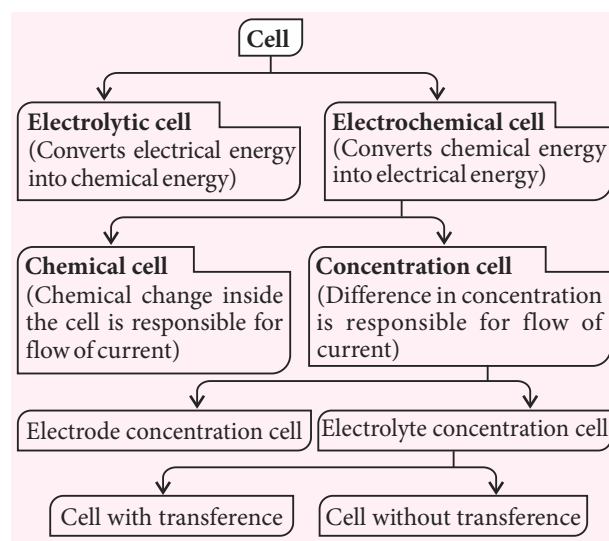 Cell
Electrolytic cell
(Converts electrical energy
into chemical energy)
Electrochemical cell
(Converts chemical energy
into electrical energy)
Chemical cell
(Chemical change inside
the cell is responsible for
flow of current)
Concentration cell
(Difference in concentration
is responsible for flow of
current)
Electrode concentration cell
Electrolyte concentration cell
Cell with transference
Cell without transference